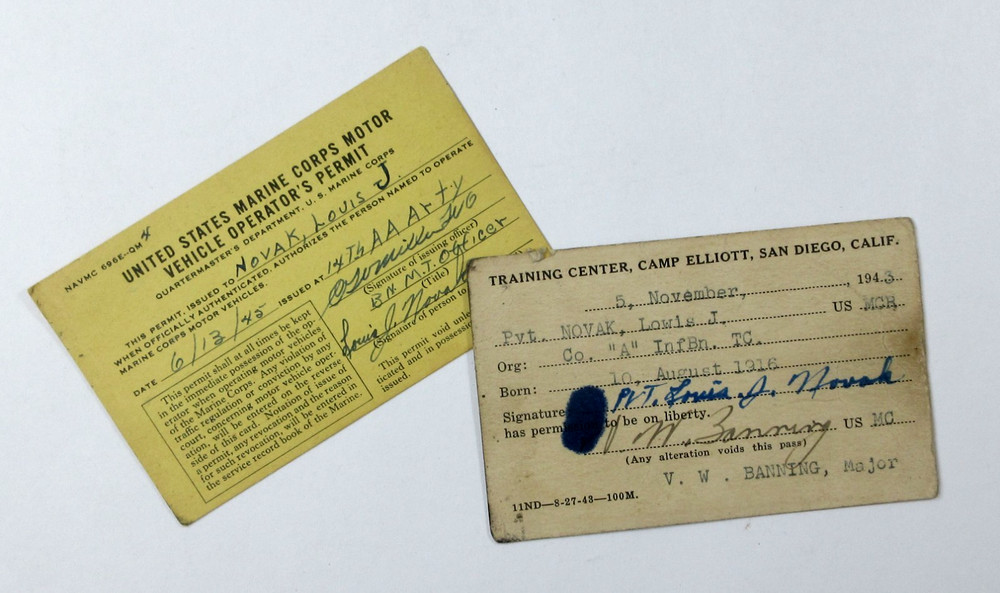 NAVMC 696E-QM 4
UNITED STATES MARINE CORPS MOTOR
VEHICLE OPERATOR'S PERMIT
QUARTERMASTER'S DEPARTMENT, U. S. MARINE CORPS
THIS PERMIT, ISSUED TO NOVAK, LOUIS J.
WHEN OFFICIALLY AUTHENTICATED, AUTHORIZES THE PERSON NAMED TO OPERATE
MARINE CORPS MOTOR VEHICLES.
DATE 6/13/45 ISSUED AT 14Th AA Arty
(Signature of issuing officer)
BN. M.T. Officer
(Title)
Louis J Novak
(Signature of person to
This permit void unl
ticated and in possessi
issued.
This permit shall at all times be kept
in the immediate possession of the op-
erator when operating motor vehicles
of the Marine Corps. Any violation of
traffic regulation or conviction, by any
court, concerning motor vehicle oper-
ation, will be entered on the reverse
side of this card. Notation of issue of
a permit, any revocation and the reason
for such revocation, will be entered in
the service record book of the Marine.
TRAINING CENTER, CAMP ELLIOTT, SAN DIEGO, CALIF.
5, November, , 1943
Pvt. NOVAK, Lowis J. US MCR
Org: Co. "A" InfBn. TC.
Born: 10, August 1916
Signature Pvt. Louis J. Novak
has perm to be on liberty.
V. W. Banning US MC
(Any alteration voids this pass)
V. W. BANNING, Major
11ND—8-27-43—100M.